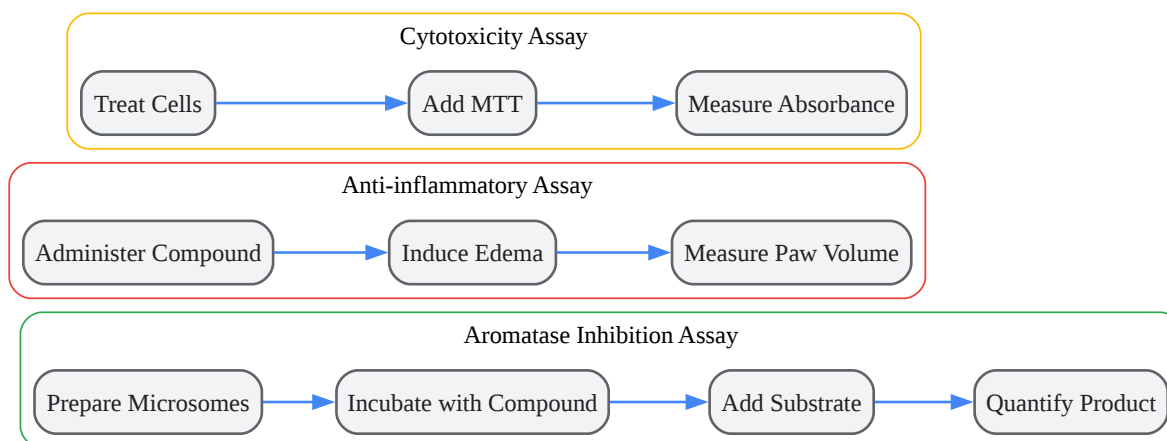 Cytotoxicity Assay
Treat Cells
Add MTT
Measure Absorbance
Anti-inflammatory Assay
Administer Compound
Induce Edema
Measure Paw Volume
Aromatase Inhibition Assay
Prepare Microsomes
Incubate with Compound
Add Substrate
Quantify Product